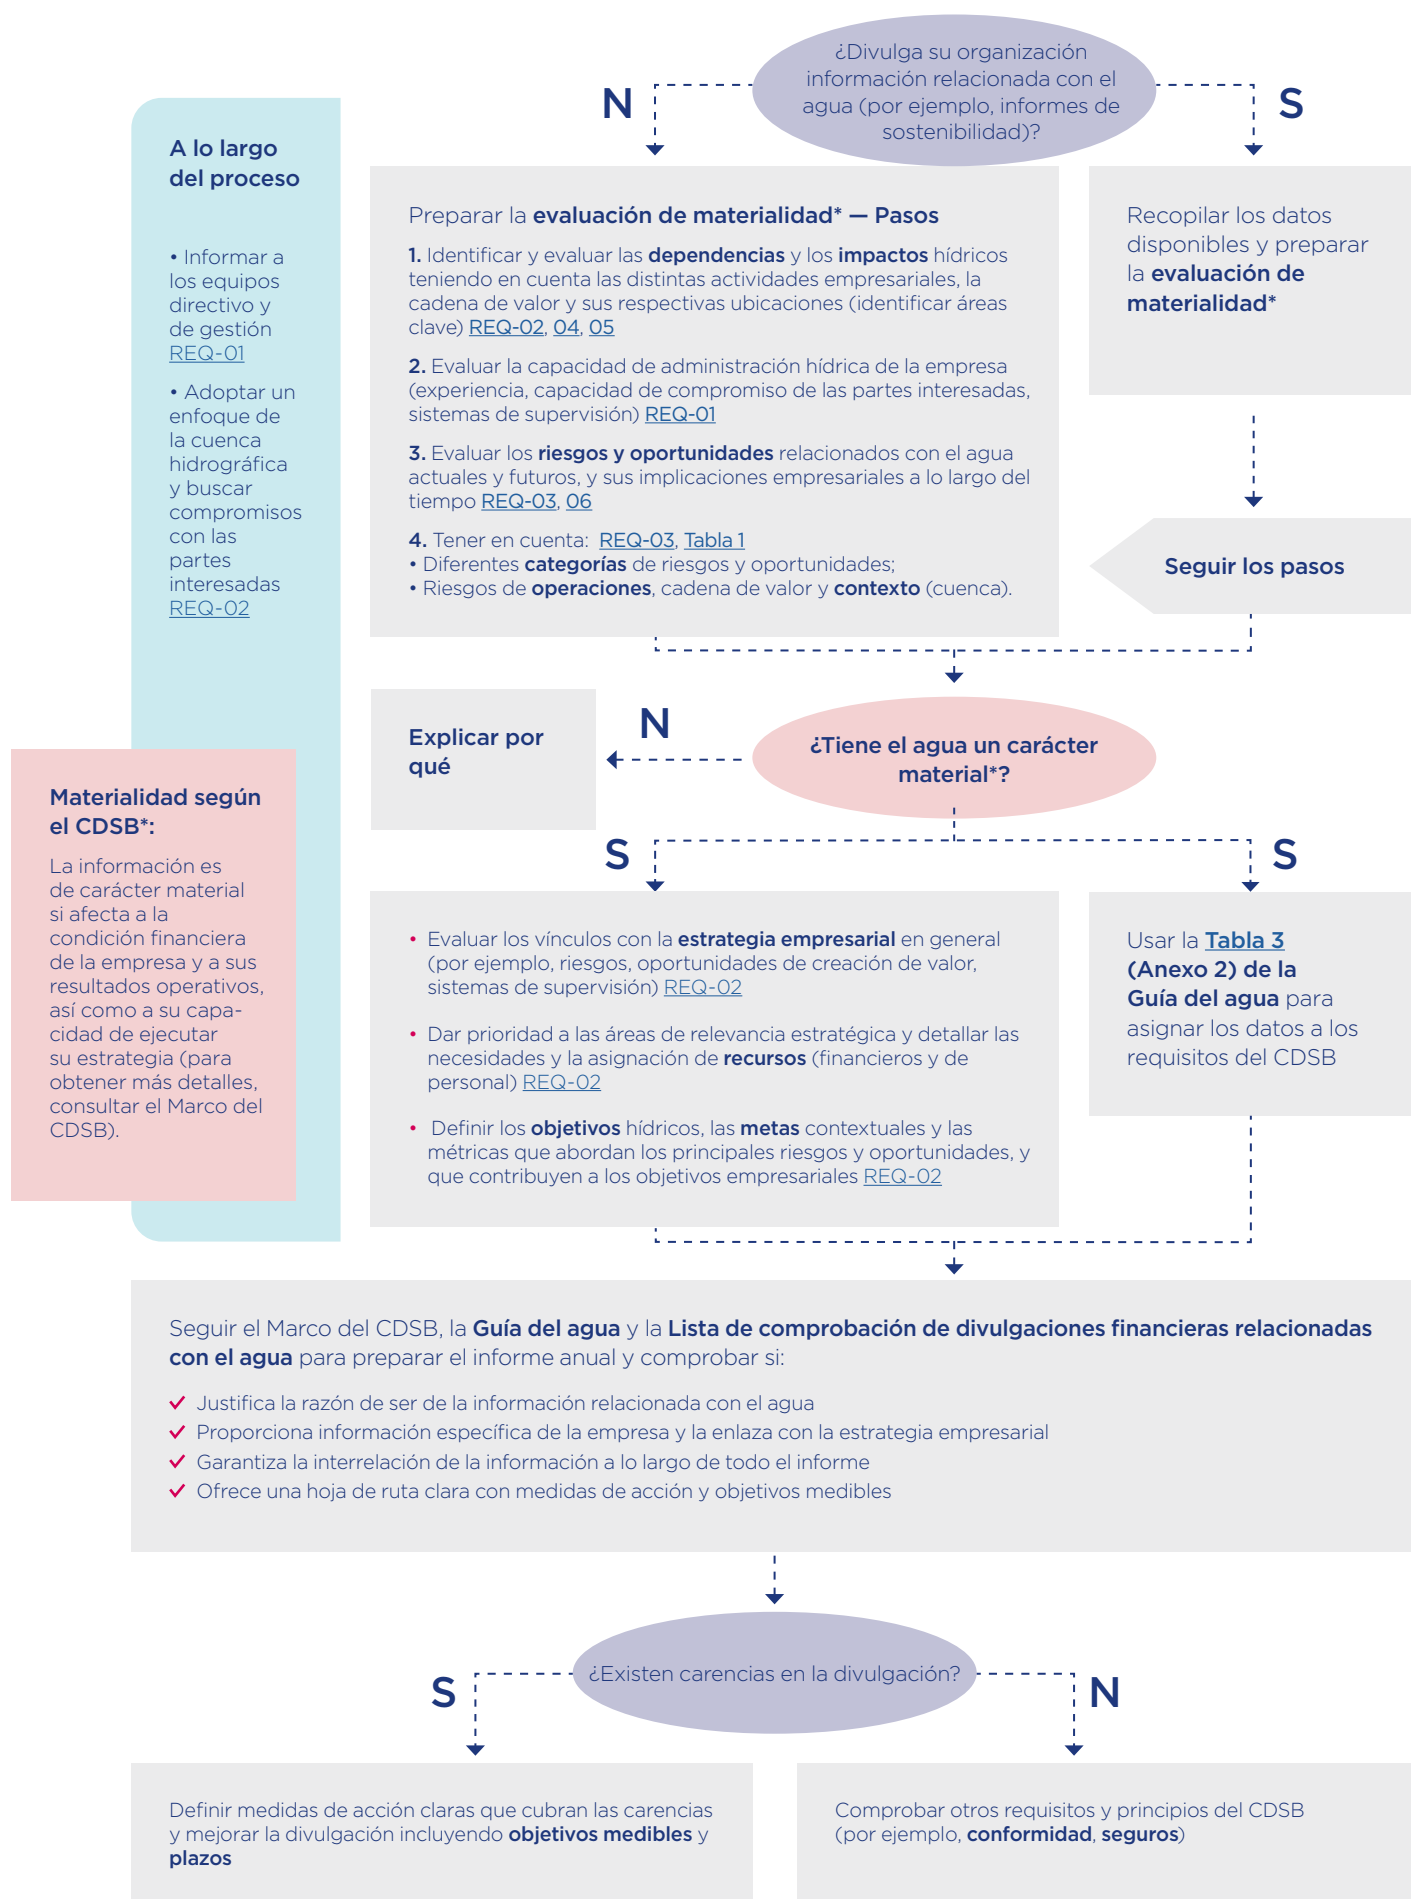 ¿Divulga su organización
información relacionada con el
agua (por ejemplo, informes de
sostenibilidad)?
N
S
A lo largo
del proceso
• Informar a
los equipos
directivo y
de gestión
REQ-01
• Adoptar un
enfoque de
la cuenca
hidrográfica
y buscar
compromisos
con las
partes
interesadas
REQ-02
Preparar la evaluación de materialidad* — Pasos
1. Identificar y evaluar las dependencias y los impactos hídricos
teniendo en cuenta las distintas actividades empresariales, la
cadena de valor y sus respectivas ubicaciones (identificar áreas
clave) REQ-02, 04, 05
2. Evaluar la capacidad de administración hídrica de la empresa
(experiencia, capacidad de compromiso de las partes interesadas,
sistemas de supervisión) REQ-01
3. Evaluar los riesgos y oportunidades relacionados con el agua
actuales y futuros, y sus implicaciones empresariales a lo largo del
tiempo REQ-03, 06
4. Tener en cuenta: REQ-03, Tabla 1
• Diferentes categorías de riesgos y oportunidades;
• Riesgos de operaciones, cadena de valor y contexto (cuenca).
Recopilar los datos
disponibles y preparar
la evaluación de
materialidad*
Seguir los pasos
Explicar por
qué
N
¿Tiene el agua un carácter
material*?
Materialidad según
el CDSB*:
La información es
de carácter material
si afecta a la
condición financiera
de la empresa y a sus
resultados operativos,
así como a su capa-
cidad de ejecutar
su estrategia (para
obtener más detalles,
consultar el Marco del
CDSB).
S
S
• Evaluar los vínculos con la estrategia empresarial en general
(por ejemplo, riesgos, oportunidades de creación de valor,
sistemas de supervisión) REQ-02
• Dar prioridad a las áreas de relevancia estratégica y detallar las
necesidades y la asignación de recursos (financieros y de
personal) REQ-02
• Definir los objetivos hídricos, las metas contextuales y las
métricas que abordan los principales riesgos y oportunidades, y
que contribuyen a los objetivos empresariales REQ-02
Usar la Tabla 3
(Anexo 2) de la
Guía del agua para
asignar los datos a los
requisitos del CDSB
Seguir el Marco del CDSB, la Guía del agua y la Lista de comprobación de divulgaciones financieras relacionadas
con el agua para preparar el informe anual y comprobar si:
✓ Justifica la razón de ser de la información relacionada con el agua
✓ Proporciona información específica de la empresa y la enlaza con la estrategia empresarial
✓ Garantiza la interrelación de la información a lo largo de todo el informe
✓ Ofrece una hoja de ruta clara con medidas de acción y objetivos medibles
S
¿Existen carencias en la divulgación?
N
Definir medidas de acción claras que cubran las carencias
y mejorar la divulgación incluyendo objetivos medibles y
plazos
Comprobar otros requisitos y principios del CDSB
(por ejemplo, conformidad, seguros)